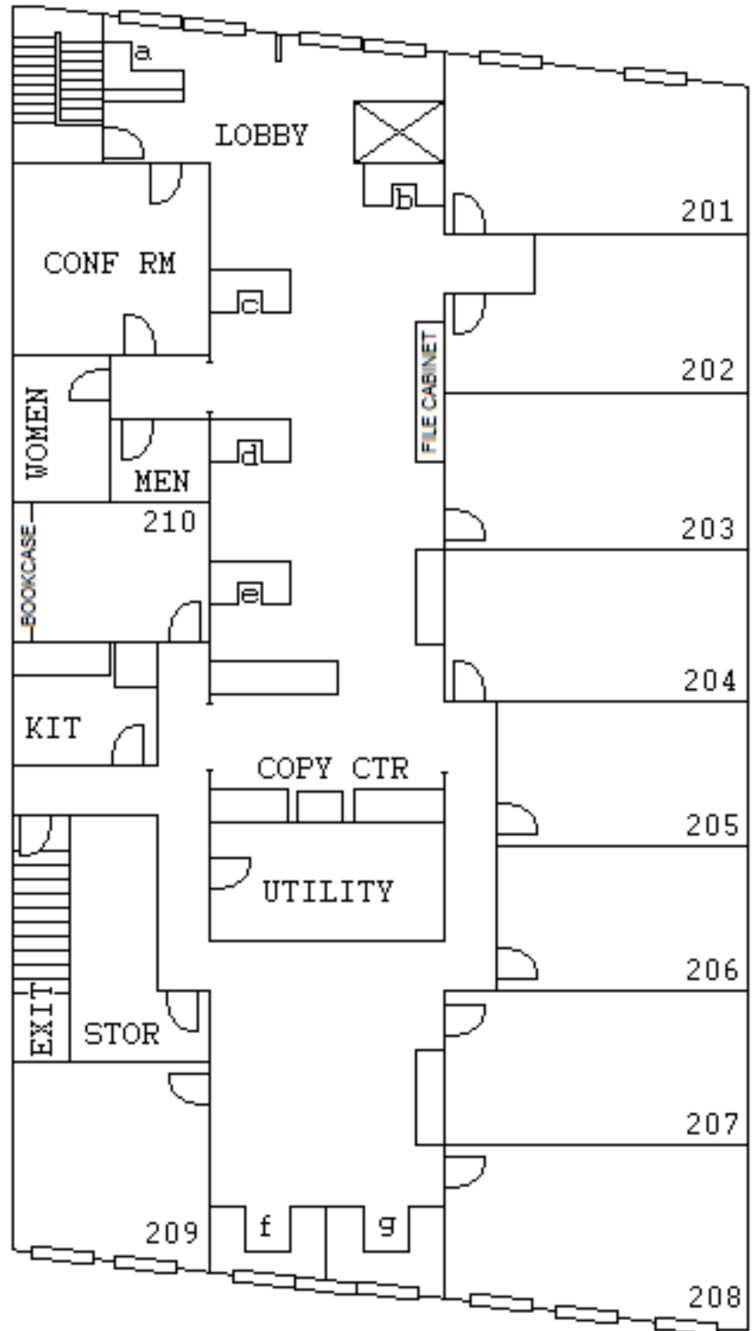 a
LOBBY
b
201
CONF RM
c
202
FILE CABINET
WOMEN
d
MEN
210
203
BOOKCASE
e
204
KIT
COPY CTR
205
UTILITY
206
EXIT
STOR
207
209
f
g
208